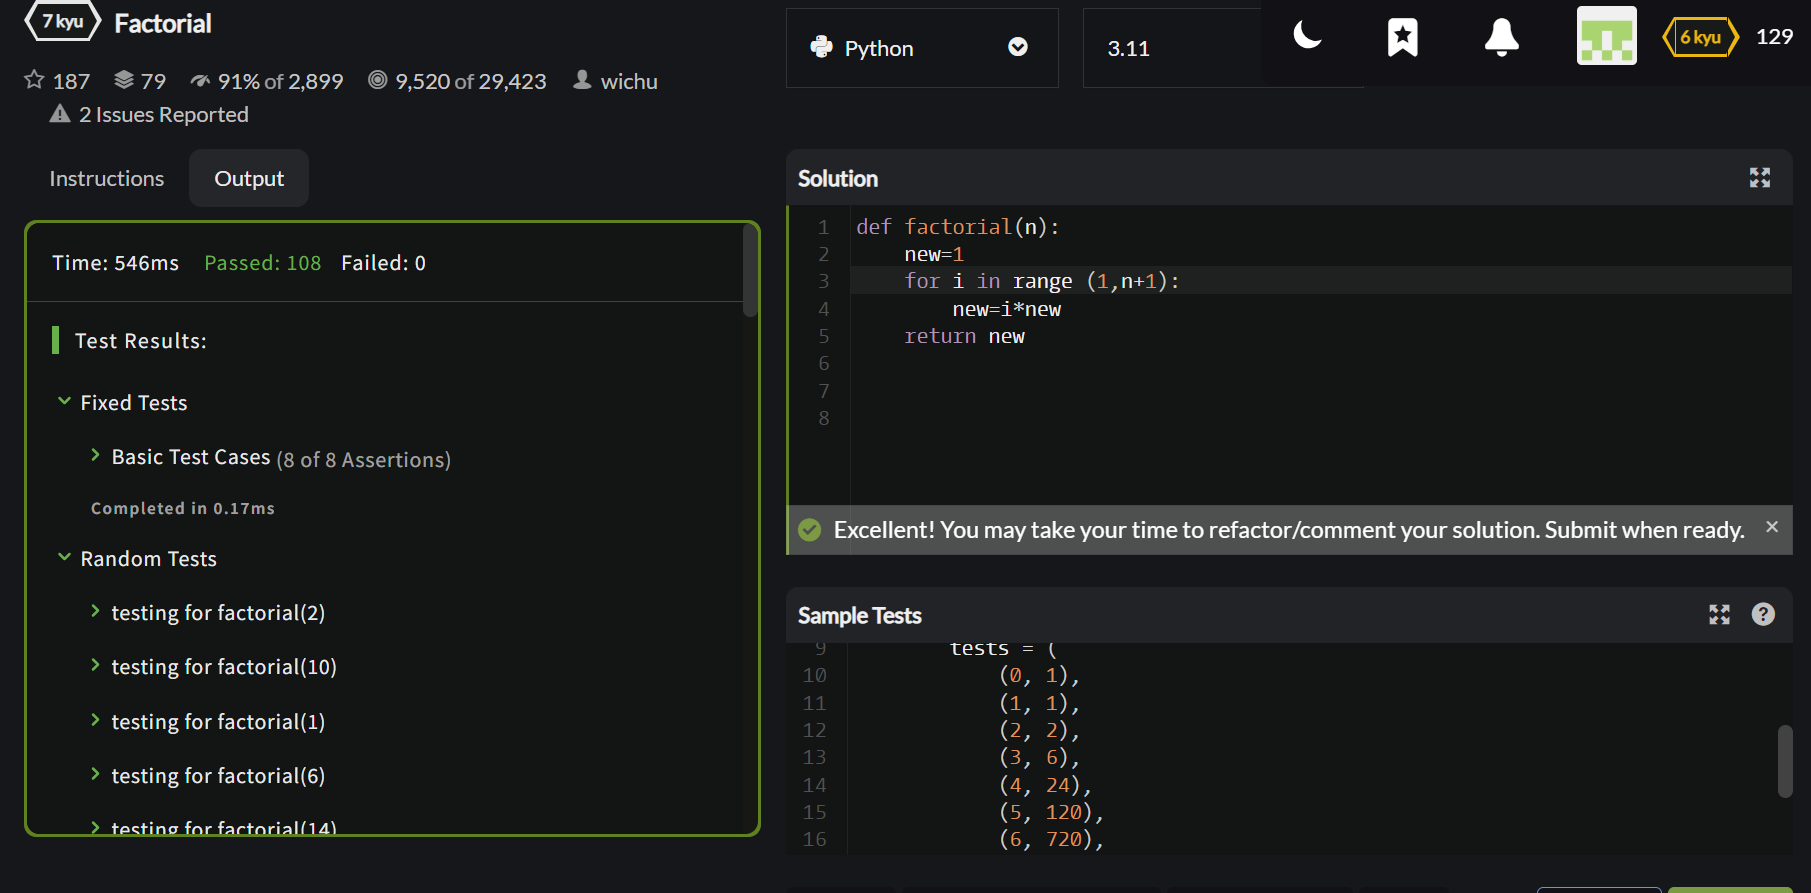 7 kyu Factorial
187 79 91% of 2,899 9,520 of 29,423 wichu
2 Issues Reported
Instructions Output
Time: 546ms Passed: 108 Failed: 0
Test Results:
Fixed Tests
Basic Test Cases (8 of 8 Assertions)
Completed in 0.17ms
Random Tests
testing for factorial(2)
testing for factorial(10)
testing for factorial(1)
testing for factorial(6)
testing for factorial(14)
Python 3.11 6 kyu 129
Solution
1 def factorial(n):
2     new=1
3     for i in range (1,n+1):
4         new=i*new
5     return new
6
7
8
Excellent! You may take your time to refactor/comment your solution. Submit when ready. ×
Sample Tests ?
9 tests = (
10 (0, 1),
11 (1, 1),
12 (2, 2),
13 (3, 6),
14 (4, 24),
15 (5, 120),
16 (6, 720),